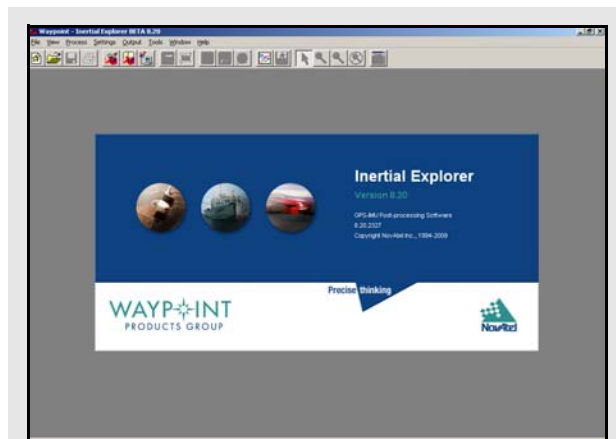 Waypoint - Inertial Explorer BETA 8.20
File View Process Settings Output Tools Window Help
Inertial Explorer
Version 8.20
GPS-IMU Post-processing Software
8.20.2327
Copyright NovAtel Inc., 1994-2009
Precise thinking
WAYPOINT
PRODUCTS GROUP
NovAtel